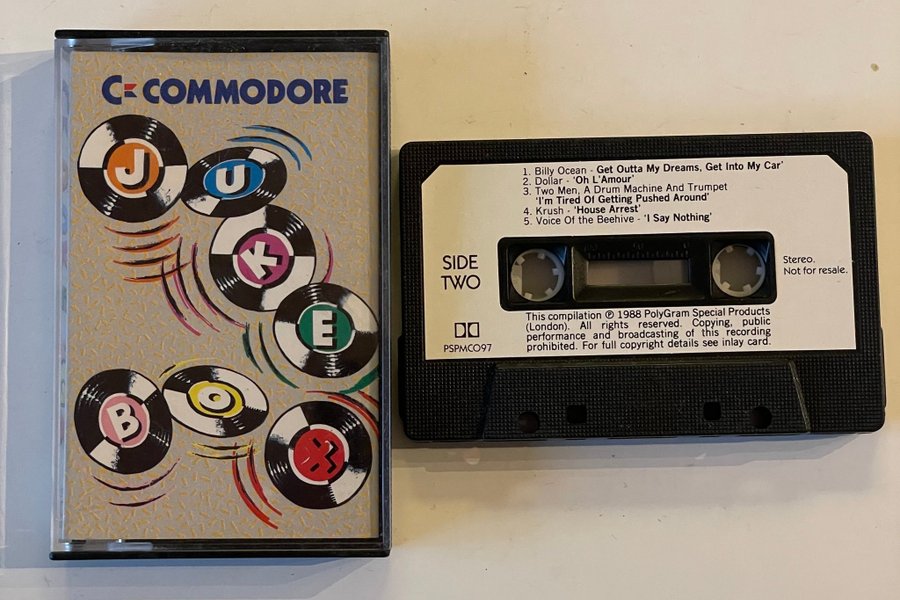 C= COMMODORE
J
U
K
E
B
O
X
1. Billy Ocean - Get Outta My Dreams, Get Into My Car'
2. Dollar - 'Oh L'Amour'
3. Two Men, A Drum Machine And Trumpet
'I'm Tired Of Getting Pushed Around'
4. Krush - 'House Arrest'
5. Voice Of the Beehive - 'I Say Nothing'
SIDE
TWO
Stereo.
Not for resale.
PSPMC097
This compilation ℗ 1988 PolyGram Special Products
(London). All rights reserved. Copying, public
performance and broadcasting of this recording
prohibited. For full copyright details see inlay card.